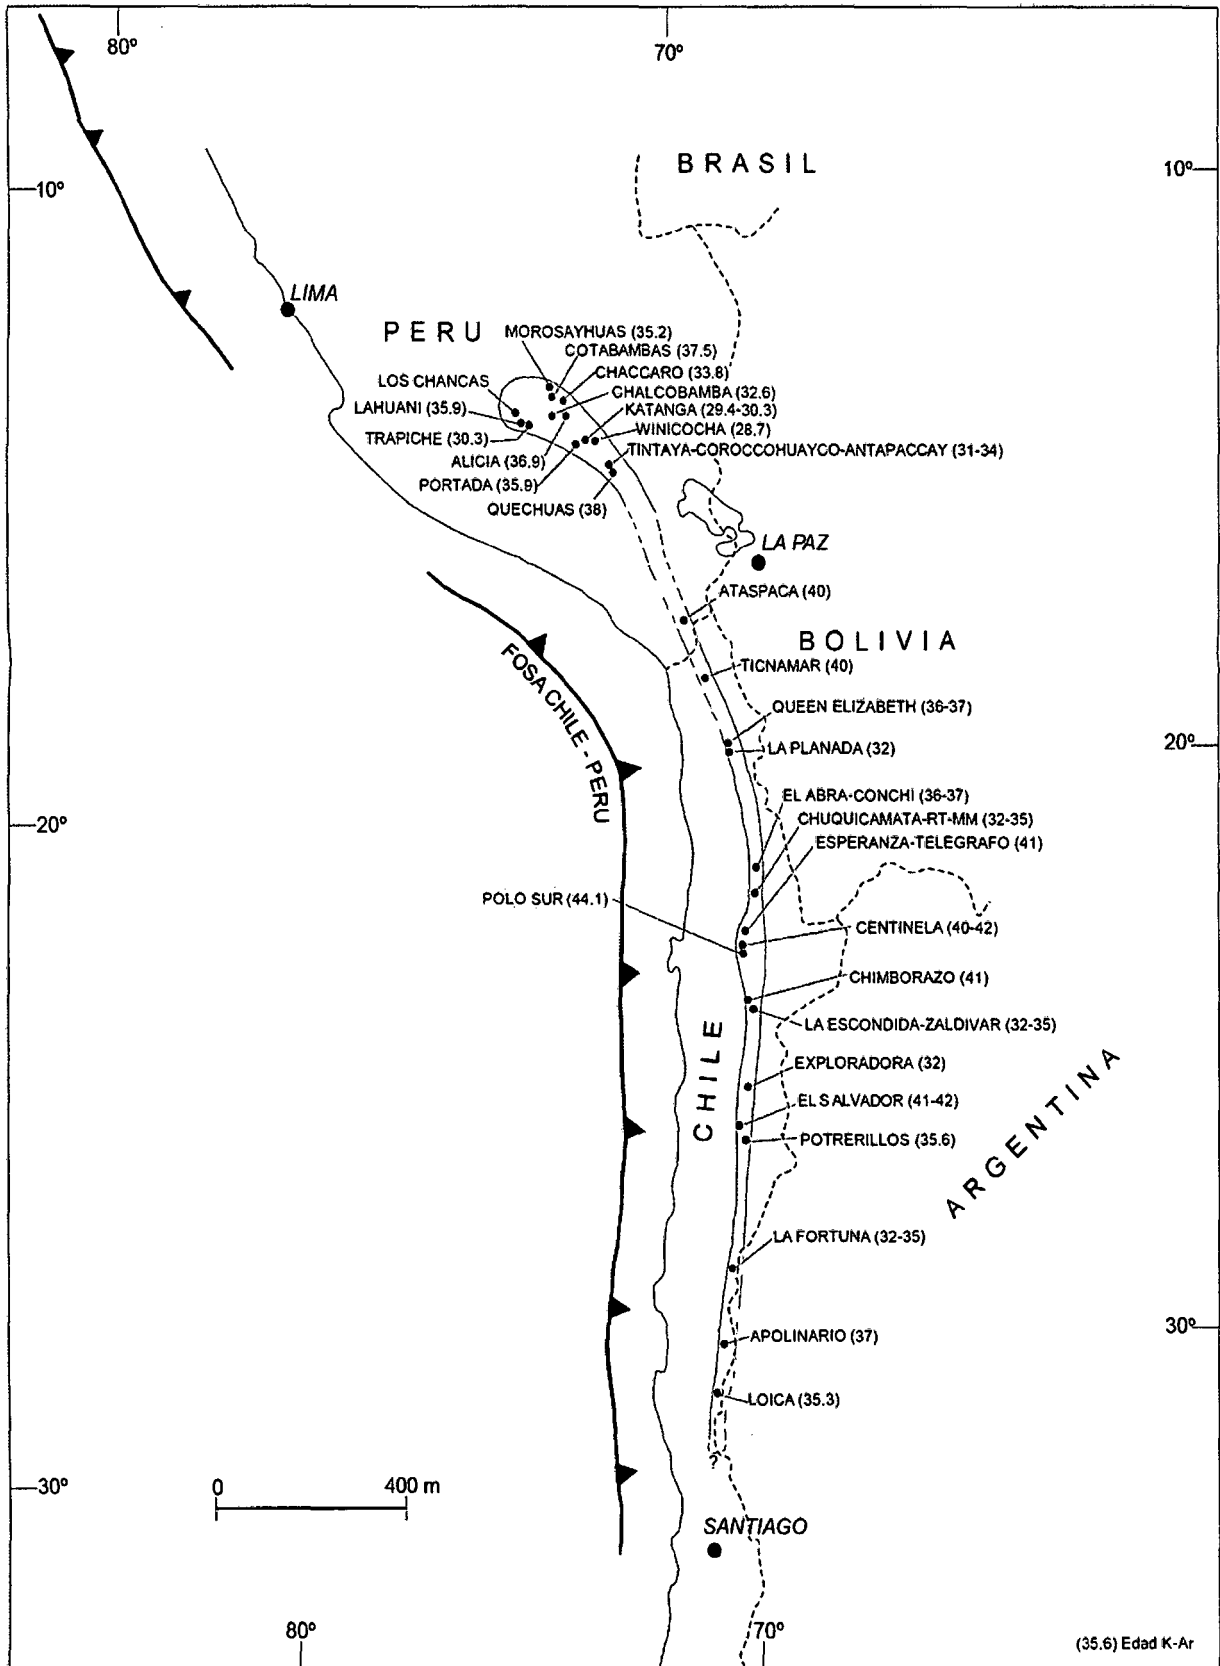 80º
70º
BRASIL
10º
10º
LIMA
PERU
MOROSAYHUAS (35.2)
COTABAMBAS (37.5)
CHACCARO (33.8)
LOS CHANCAS
CHALCOBAMBA (32.6)
LAHUANI (35.9)
KATANGA (29.4-30.3)
WINICOCHA (28.7)
TRAPICHE (30.3)
TINTAYA-COROCCOHUAYCO-ANTAPACCAY (31-34)
ALICIA (36.9)
PORTADA (35.9)
QUECHUAS (38)
LA PAZ
ATASPACA (40)
BOLIVIA
FOSA CHILE - PERU
TICNAMAR (40)
QUEEN ELIZABETH (36-37)
20º
LA PLANADA (32)
EL ABRA-CONCHI (36-37)
CHUQUICAMATA-RT-MM (32-35)
20º
ESPERANZA-TELEGRAFO (41)
POLO SUR (44.1)
CENTINELA (40-42)
CHIMBORAZO (41)
LA ESCONDIDA-ZALDIVAR (32-35)
CHILE
EXPLORADORA (32)
EL SALVADOR (41-42)
POTRERILLOS (35.6)
ARGENTINA
LA FORTUNA (32-35)
30º
APOLINARIO (37)
LOICA (35.3)
?
30º
0 400 m
SANTIAGO
80º
70º
(35.6) Edad K-Ar